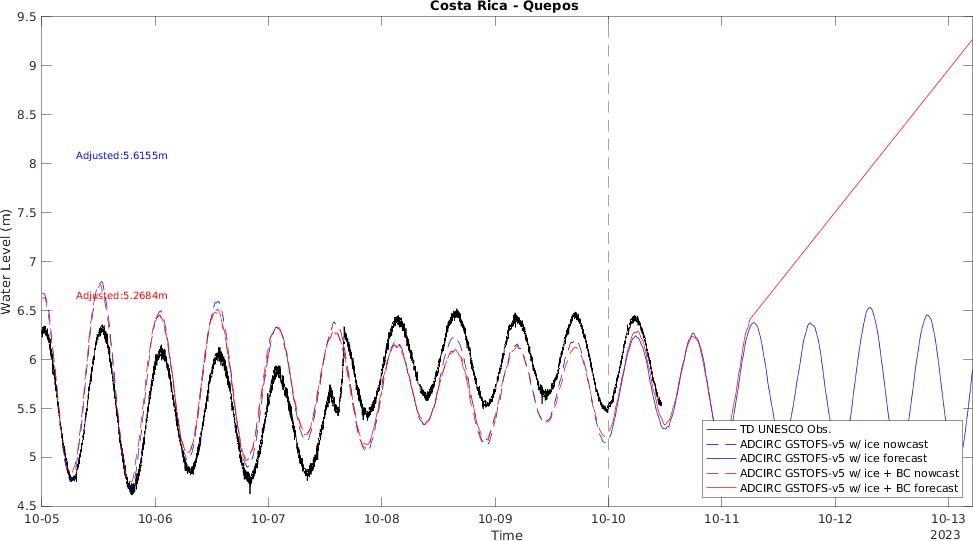 Costa Rica - Quepos
9.5
9
8.5
8
7.5
7
6.5
6
5.5
5
4.5
Water Level (m)
Adjusted:5.6155m
Adjusted:5.2684m
TD UNESCO Obs.
ADCIRC GSTOFS-v5 w/ ice nowcast
ADCIRC GSTOFS-v5 w/ ice forecast
ADCIRC GSTOFS-v5 w/ ice + BC nowcast
ADCIRC GSTOFS-v5 w/ ice + BC forecast
10-05 10-06 10-07 10-08 10-09 10-10 10-11 10-12 10-13
2023
Time